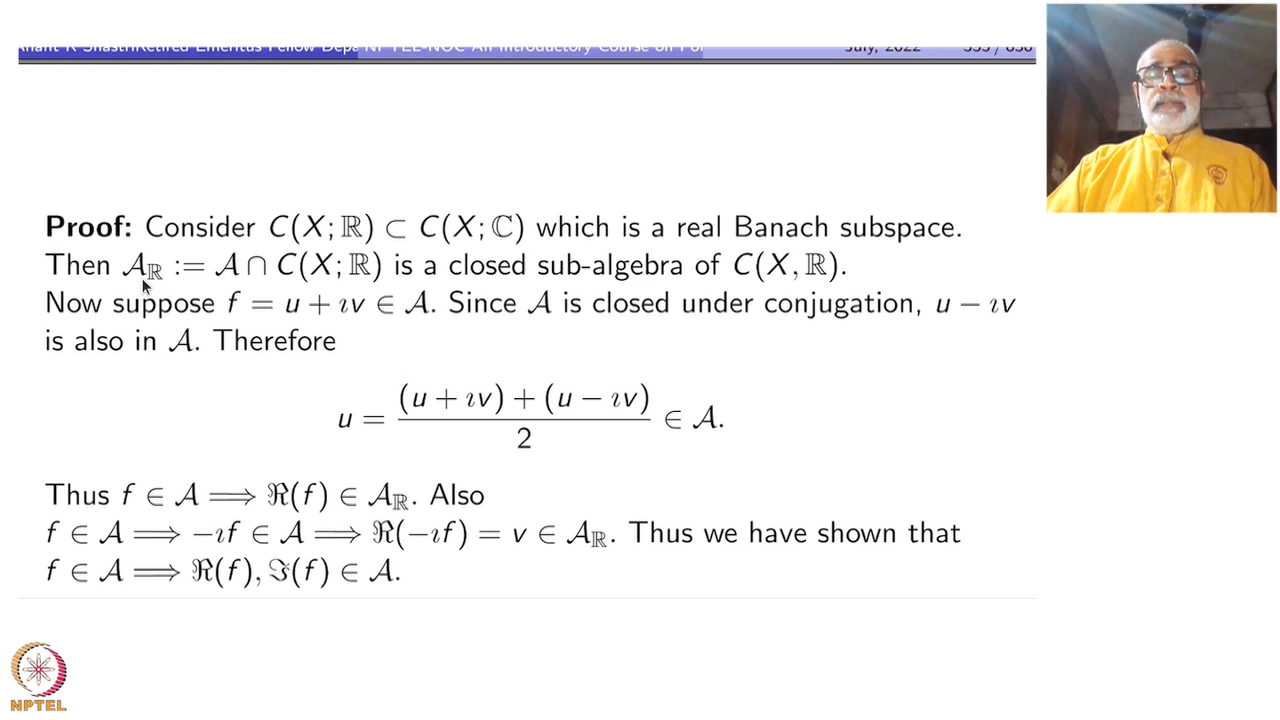 July, 2022
Proof: Consider C(X; ℝ) ⊂ C(X; ℂ) which is a real Banach subspace.
Then 𝒜_ℝ := 𝒜 ∩ C(X; ℝ) is a closed sub-algebra of C(X, ℝ).
Now suppose f = u + ıv ∈ 𝒜. Since 𝒜 is closed under conjugation, u − ıv
is also in 𝒜. Therefore
u = ((u + ıv) + (u − ıv)) / 2 ∈ 𝒜.
Thus f ∈ 𝒜 ⟹ ℜ(f) ∈ 𝒜_ℝ. Also
f ∈ 𝒜 ⟹ −ıf ∈ 𝒜 ⟹ ℜ(−ıf) = v ∈ 𝒜_ℝ. Thus we have shown that
f ∈ 𝒜 ⟹ ℜ(f), ℑ(f) ∈ 𝒜.
NPTEL